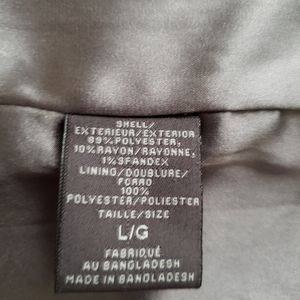 SHELL/
EXTERIEUR/EXTERIOR
89% POLYESTER,
10% RAYON/RAYONNE,
1% SPANDEX
LINING/DOUBLURE/
FORRO
100%
POLYESTER/POLIESTER
TAILLE/SIZE
L/G
FABRIQUÉ
AU BANGLADESH
MADE IN BANGLADESH